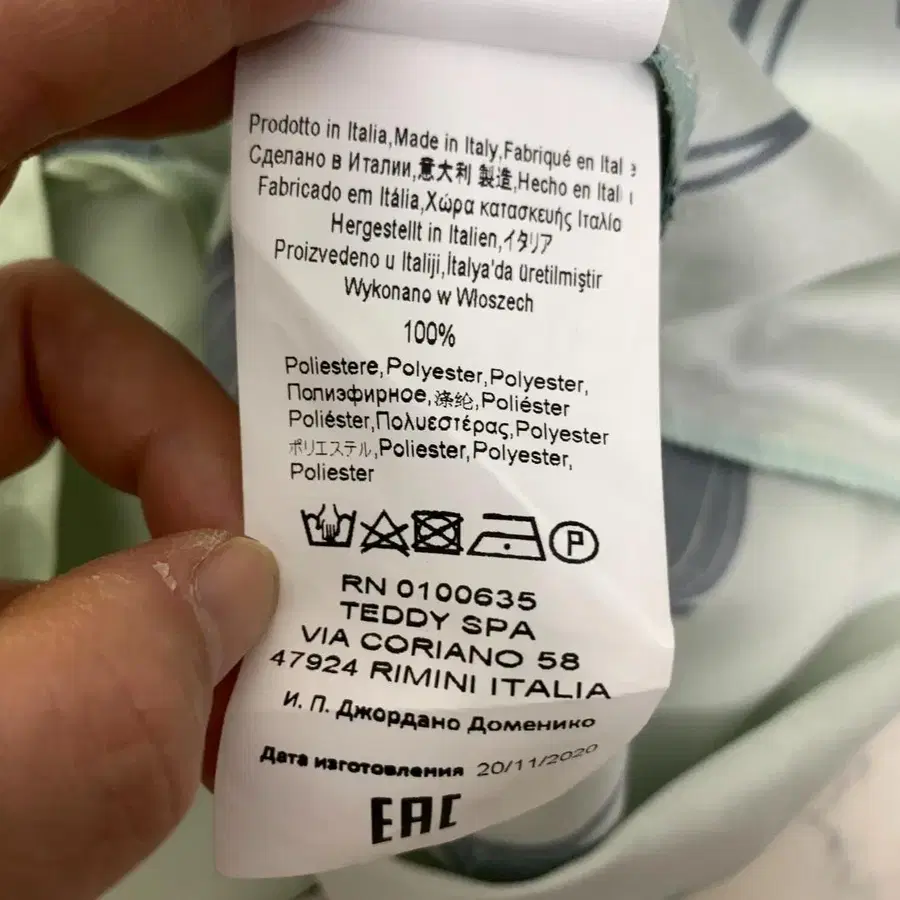 Prodotto in Italia,Made in Italy,Fabriqué en Ital e
Сделано в Италии,意大利 製造,Hecho en Ital
Fabricado em Itália,Χώρα κατασκευής Ιταλία
Hergestellt in Italien,イタリア
Proizvedeno u Italiji,İtalya'da üretilmiştir
Wykonano w Włoszech
100%
Poliestere,Polyester,Polyester,
Полиэфирное,涤纶,Poliéster
Poliéster,Πολυεστέρας,Polyester
ポリエステル,Poliester,Polyester,
Poliester
P
RN 0100635
TEDDY SPA
VIA CORIANO 58
47924 RIMINI ITALIA
И. П. Джордано Доменико
Дата изготовления 20/11/2020
EAC